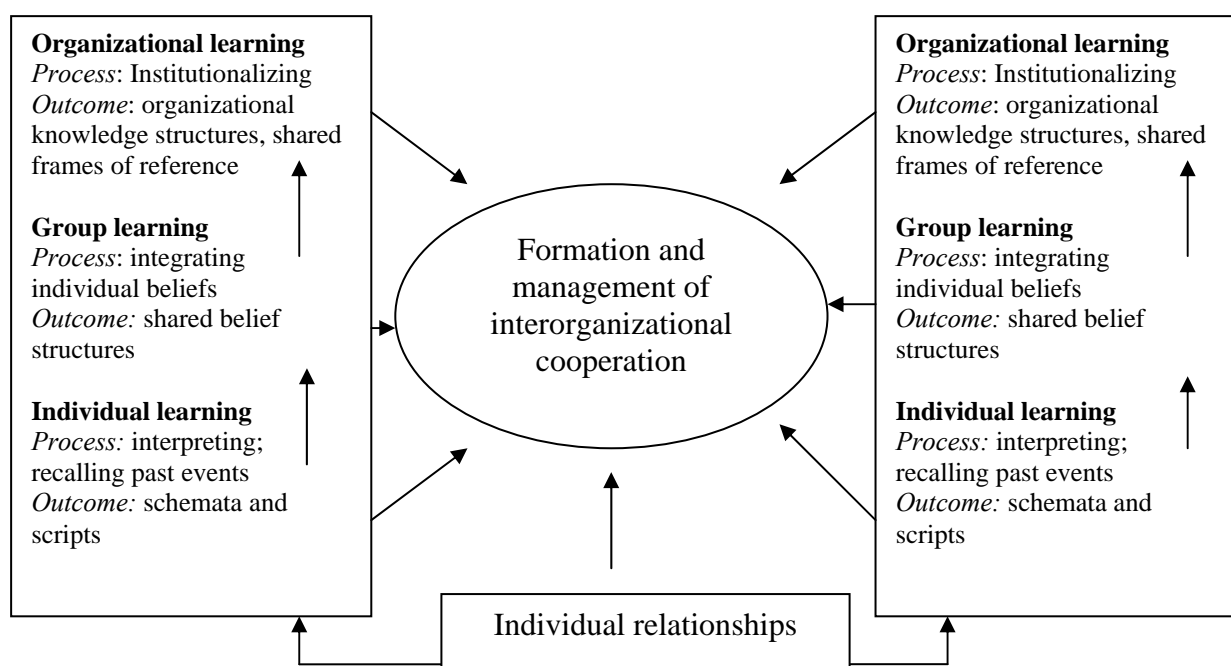 Organizational learning
Process: Institutionalizing
Outcome: organizational
knowledge structures, shared
frames of reference
Group learning
Process: integrating
individual beliefs
Outcome: shared belief
structures
Individual learning
Process: interpreting;
recalling past events
Outcome: schemata and
scripts
Formation and
management of
interorganizational
cooperation
Organizational learning
Process: Institutionalizing
Outcome: organizational
knowledge structures, shared
frames of reference
Group learning
Process: integrating
individual beliefs
Outcome: shared belief
structures
Individual learning
Process: interpreting;
recalling past events
Outcome: schemata and
scripts
Individual relationships